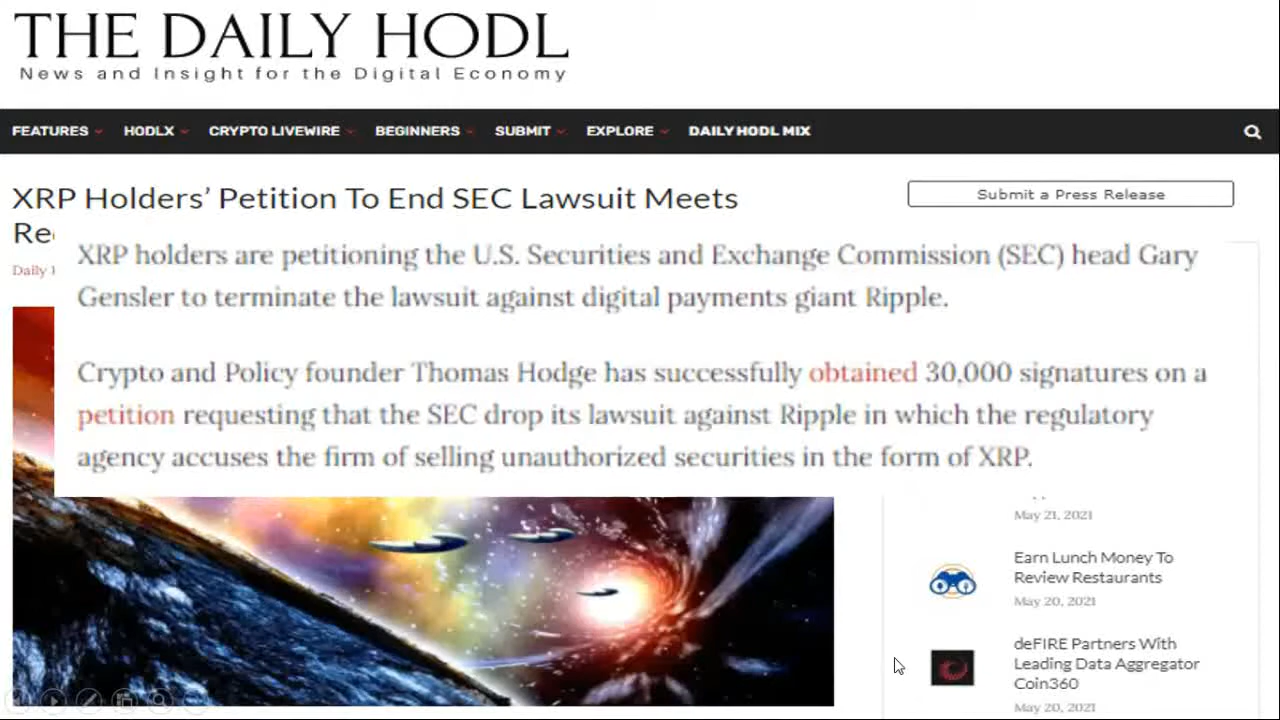 THE DAILY HODL
News and Insight for the Digital Economy
FEATURES HODLX CRYPTO LIVEWIRE BEGINNERS SUBMIT EXPLORE DAILY HODL MIX
XRP Holders' Petition To End SEC Lawsuit Meets
Submit a Press Release
Daily
XRP holders are petitioning the U.S. Securities and Exchange Commission (SEC) head Gary
Gensler to terminate the lawsuit against digital payments giant Ripple.
Crypto and Policy founder Thomas Hodge has successfully obtained 30,000 signatures on a
petition requesting that the SEC drop its lawsuit against Ripple in which the regulatory
agency accuses the firm of selling unauthorized securities in the form of XRP.
May 21, 2021
Earn Lunch Money To
Review Restaurants
May 20, 2021
deFIRE Partners With
Leading Data Aggregator
Coin360
May 20, 2021